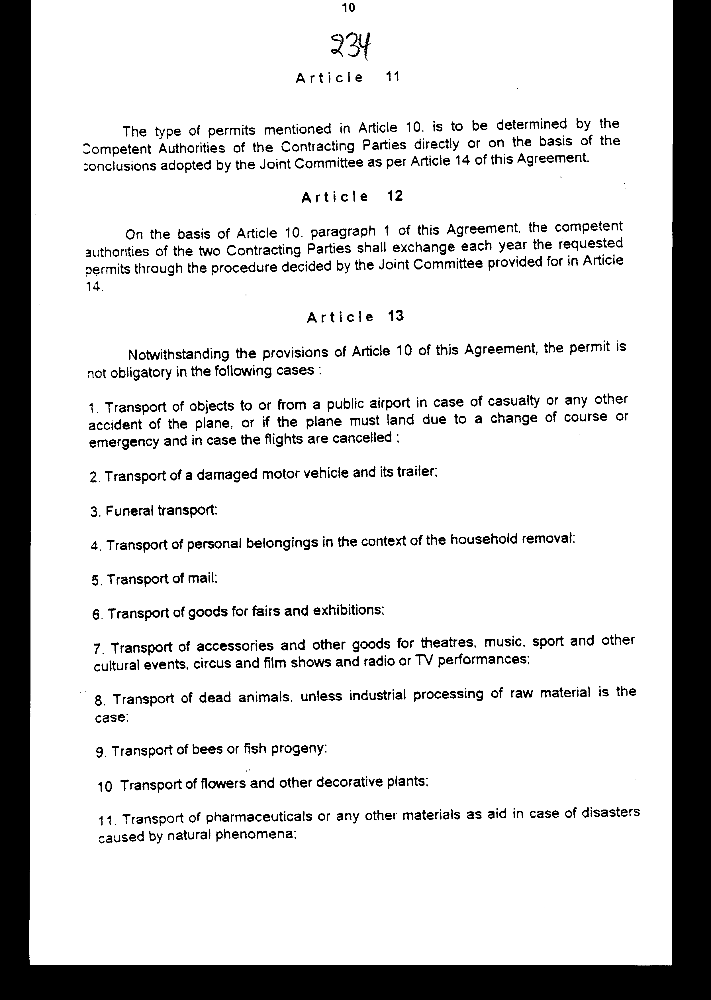 10
234
Article 11
The type of permits mentioned in Article 10. is to be determined by the
Competent Authorities of the Contracting Parties directly or on the basis of the
conclusions adopted by the Joint Committee as per Article 14 of this Agreement.
Article 12
On the basis of Article 10. paragraph 1 of this Agreement. the competent
authorities of the two Contracting Parties shall exchange each year the requested
permits through the procedure decided by the Joint Committee provided for in Article
14.
Article 13
Notwithstanding the provisions of Article 10 of this Agreement, the permit is
not obligatory in the following cases :
1. Transport of objects to or from a public airport in case of casualty or any other
accident of the plane, or if the plane must land due to a change of course or
emergency and in case the flights are cancelled :
2. Transport of a damaged motor vehicle and its trailer;
3. Funeral transport:
4. Transport of personal belongings in the context of the household removal:
5. Transport of mail:
6. Transport of goods for fairs and exhibitions;
7. Transport of accessories and other goods for theatres. music. sport and other
cultural events, circus and film shows and radio or TV performances;
8. Transport of dead animals. unless industrial processing of raw material is the
case:
9. Transport of bees or fish progeny:
10 Transport of flowers and other decorative plants;
11. Transport of pharmaceuticals or any other materials as aid in case of disasters
caused by natural phenomena: